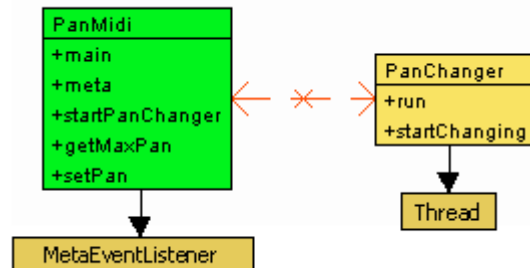 PanMidi
+main
+meta
+startPanChanger
+getMaxPan
+setPan
MetaEventListener
PanChanger
+run
+startChanging
Thread